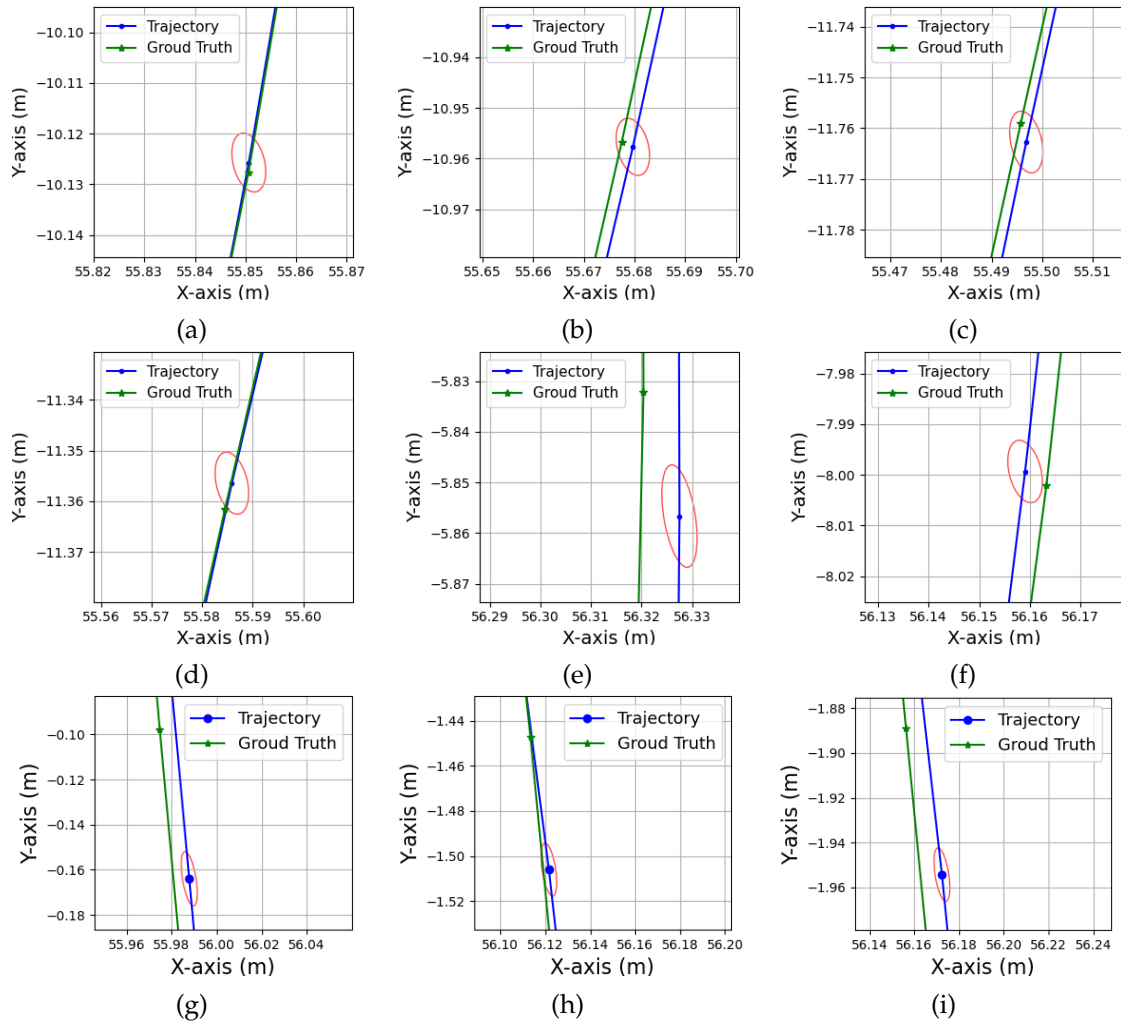 Trajectory
Groud Truth
Y-axis (m)
−10.10
−10.11
−10.12
−10.13
−10.14
55.82 55.83 55.84 55.85 55.86 55.87
X-axis (m)
(a)
Trajectory
Groud Truth
Y-axis (m)
−10.94
−10.95
−10.96
−10.97
55.65 55.66 55.67 55.68 55.69 55.70
X-axis (m)
(b)
Trajectory
Groud Truth
Y-axis (m)
−11.74
−11.75
−11.76
−11.77
−11.78
55.47 55.48 55.49 55.50 55.51
X-axis (m)
(c)
Trajectory
Groud Truth
Y-axis (m)
−11.34
−11.35
−11.36
−11.37
55.56 55.57 55.58 55.59 55.60
X-axis (m)
(d)
Trajectory
Groud Truth
Y-axis (m)
−5.83
−5.84
−5.85
−5.86
−5.87
56.29 56.30 56.31 56.32 56.33
X-axis (m)
(e)
Trajectory
Groud Truth
Y-axis (m)
−7.98
−7.99
−8.00
−8.01
−8.02
56.13 56.14 56.15 56.16 56.17
X-axis (m)
(f)
Trajectory
Groud Truth
Y-axis (m)
−0.10
−0.12
−0.14
−0.16
−0.18
55.96 55.98 56.00 56.02 56.04
X-axis (m)
(g)
Trajectory
Groud Truth
Y-axis (m)
−1.44
−1.46
−1.48
−1.50
−1.52
56.10 56.12 56.14 56.16 56.18 56.20
X-axis (m)
(h)
Trajectory
Groud Truth
Y-axis (m)
−1.88
−1.90
−1.92
−1.94
−1.96
56.14 56.16 56.18 56.20 56.22 56.24
X-axis (m)
(i)